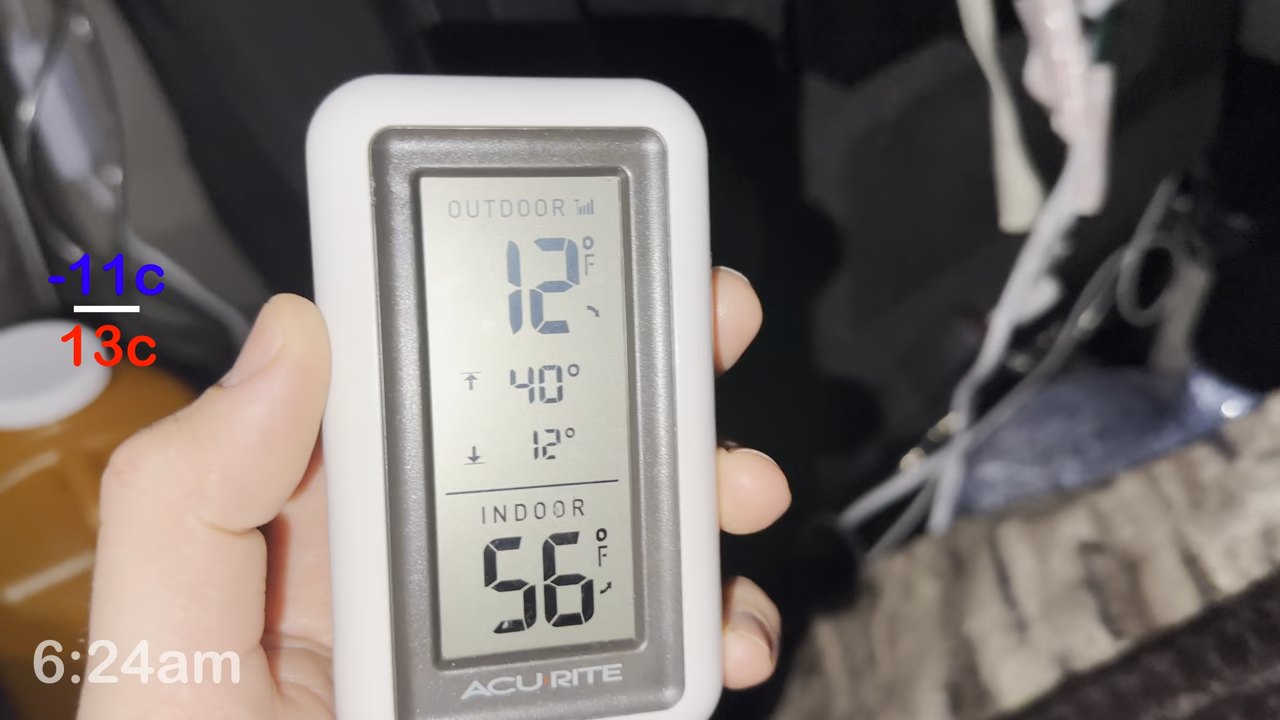 OUTDOOR
12°F
40°
12°
INDOOR
56°F
ACURITE
-11c
13c
6:24am